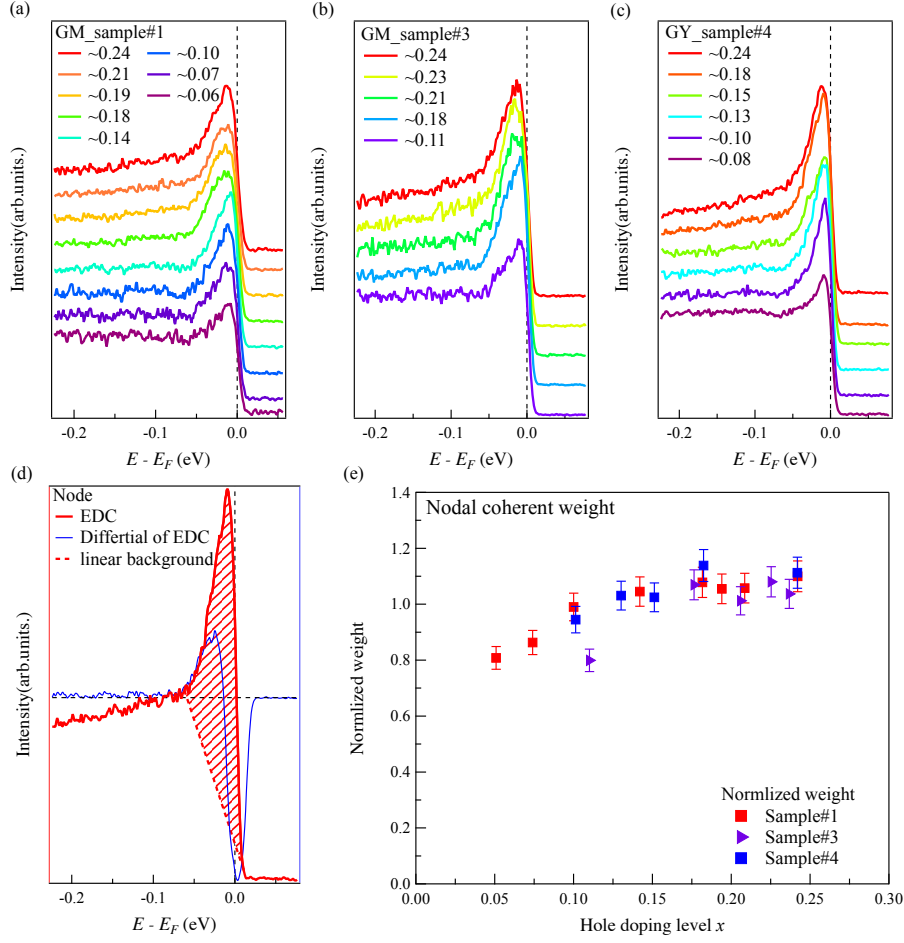 (a)
GM_sample#1
~0.24
~0.10
~0.21
~0.07
~0.19
~0.06
~0.18
~0.14
Intensity(arb.units.)
-0.2
-0.1
0.0
E - E_F (eV)
(b)
GM_sample#3
~0.24
~0.23
~0.21
~0.18
~0.11
Intensity(arb.units.)
-0.2
-0.1
0.0
E - E_F (eV)
(c)
GY_sample#4
~0.24
~0.18
~0.15
~0.13
~0.10
~0.08
Intensity(arb.units.)
-0.2
-0.1
0.0
E - E_F (eV)
(d)
Node
EDC
Differtial of EDC
linear background
Intensity(arb.units.)
-0.2
-0.1
0.0
E - E_F (eV)
(e)
Nodal coherent weight
1.4
1.2
1.0
0.8
0.6
0.4
0.2
0.0
Normlized weight
Normlized weight
Sample#1
Sample#3
Sample#4
0.00
0.05
0.10
0.15
0.20
0.25
0.30
Hole doping level x